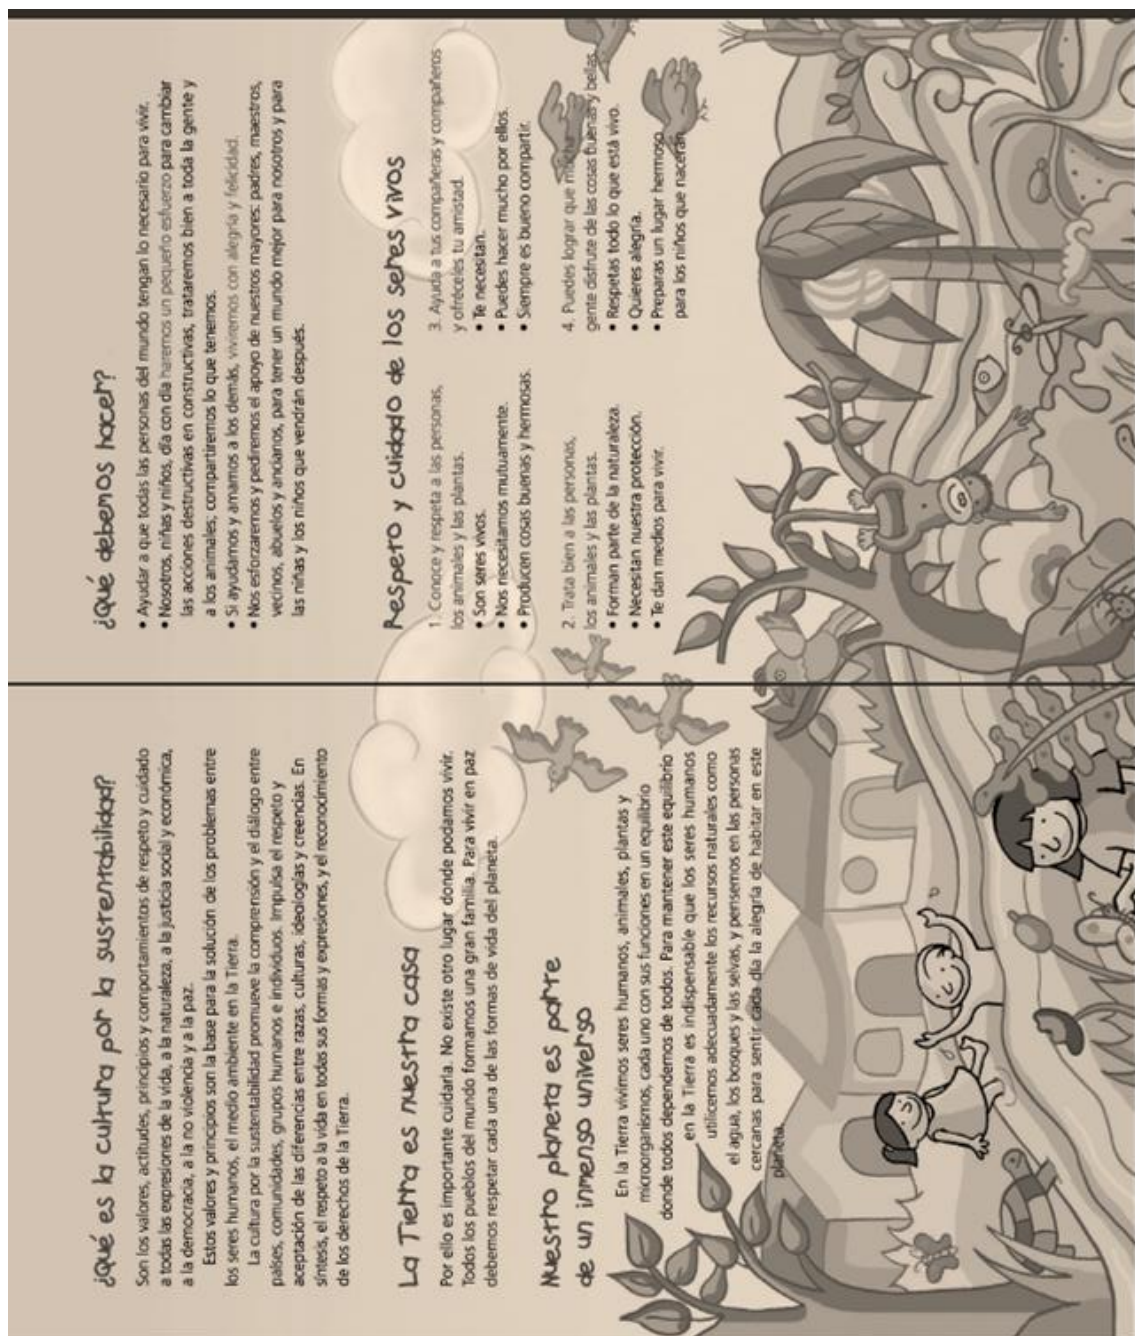 ¿Qué es la cultura por la sustentabilidad?
Son los valores, actitudes, principios y comportamientos de respeto y cuidado
a todas las expresiones de la vida, a la naturaleza, a la justicia social y económica,
a la democracia, a la no violencia y a la paz.
Estos valores y principios son la base para la solución de los problemas entre
los seres humanos, el medio ambiente en la Tierra.
La cultura por la sustentabilidad promueve la comprensión y el diálogo entre
países, comunidades, grupos humanos e individuos. Impulsa el respeto y
aceptación de las diferencias entre razas, culturas, ideologías y creencias. En
síntesis, el respeto a la vida en todas sus formas y expresiones, y el reconocimiento
de los derechos de la Tierra.
La Tierra es nuestra casa
Por ello es importante cuidarla. No existe otro lugar donde podamos vivir.
Todos los pueblos del mundo formamos una gran familia. Para vivir en paz
debemos respetar cada una de las formas de vida del planeta.
Nuestro planeta es parte
de un inmenso universo
En la Tierra vivimos seres humanos, animales, plantas y
microorganismos, cada uno con sus funciones en un equilibrio
donde todos dependemos de todos. Para mantener este equilibrio
en la Tierra es indispensable que los seres humanos
utilicemos adecuadamente los recursos naturales como
el agua, los bosques y las selvas, y pensemos en las personas
cercanas para sentir cada día la alegría de habitar en este
planeta.
¿Qué debemos hacer?
• Ayudar a que todas las personas del mundo tengan lo necesario para vivir.
• Nosotros, niñas y niños, día con día haremos un pequeño esfuerzo para cambiar
las acciones destructivas en constructivas, trataremos bien a toda la gente y
a los animales; compartiremos lo que tenemos.
• Si ayudamos y amamos a los demás, viviremos con alegría y felicidad.
• Nos esforzaremos y pediremos el apoyo de nuestros mayores: padres, maestros,
vecinos, abuelos y ancianos, para tener un mundo mejor para nosotros y para
las niñas y los niños que vendrán después.
Respeto y cuidado de los seres vivos
1. Conoce y respeta a las personas,
los animales y las plantas.
• Son seres vivos.
• Nos necesitamos mutuamente.
• Producen cosas buenas y hermosas.
2. Trata bien a las personas,
los animales y las plantas.
• Forman parte de la naturaleza.
• Necesitan nuestra protección.
• Te dan medios para vivir.
3. Ayuda a tus compañeras y compañeros
y ofréceles tu amistad.
• Te necesitan.
• Puedes hacer mucho por ellos.
• Siempre es bueno compartir.
4. Puedes lograr que mucha
gente disfrute de las cosas buenas y bellas.
• Respetas todo lo que está vivo.
• Quieres alegría.
• Preparas un lugar hermoso
para los niños que nacerán